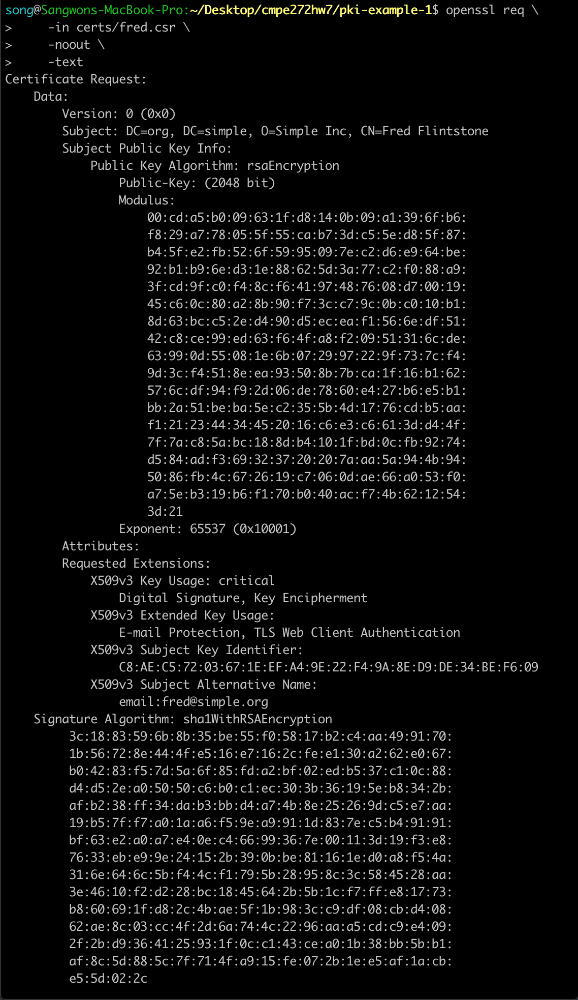 song@Sangwons-MacBook-Pro:~/Desktop/cmpe272hw7/pki-example-1$ openssl req \
>     -in certs/fred.csr \
>     -noout \
>     -text
Certificate Request:
    Data:
        Version: 0 (0x0)
        Subject: DC=org, DC=simple, O=Simple Inc, CN=Fred Flintstone
        Subject Public Key Info:
            Public Key Algorithm: rsaEncryption
                Public-Key: (2048 bit)
                Modulus:
                    00:cd:a5:b0:09:63:1f:d8:14:0b:09:a1:39:6f:b6:
                    f8:29:a7:78:05:5f:55:ca:b7:3d:c5:5e:d8:5f:87:
                    b4:5f:e2:fb:52:6f:59:95:09:7e:c2:d6:e9:64:be:
                    92:b1:b9:6e:d3:1e:88:62:5d:3a:77:c2:f0:88:a9:
                    3f:cd:9f:c0:f4:8c:f6:41:97:48:76:08:d7:00:19:
                    45:c6:0c:80:a2:8b:90:f7:3c:c7:9c:0b:c0:10:b1:
                    8d:63:bc:c5:2e:d4:90:d5:ec:ea:f1:56:6e:df:51:
                    42:c8:ce:99:ed:63:f6:4f:a8:f2:09:51:31:6c:de:
                    63:99:0d:55:08:1e:6b:07:29:97:22:9f:73:7c:f4:
                    9d:3c:f4:51:8e:ea:93:50:8b:7b:ca:1f:16:b1:62:
                    57:6c:df:94:f9:2d:06:de:78:60:e4:27:b6:e5:b1:
                    bb:2a:51:be:ba:5e:c2:35:5b:4d:17:76:cd:b5:aa:
                    f1:21:23:44:34:45:20:16:c6:e3:c6:61:3d:d4:4f:
                    7f:7a:c8:5a:bc:18:8d:b4:10:1f:bd:0c:fb:92:74:
                    d5:84:ad:f3:69:32:37:20:20:7a:aa:5a:94:4b:94:
                    50:86:fb:4c:67:26:19:c7:06:0d:ae:66:a0:53:f0:
                    a7:5e:b3:19:b6:f1:70:b0:40:ac:f7:4b:62:12:54:
                    3d:21
                Exponent: 65537 (0x10001)
        Attributes:
        Requested Extensions:
            X509v3 Key Usage: critical
                Digital Signature, Key Encipherment
            X509v3 Extended Key Usage:
                E-mail Protection, TLS Web Client Authentication
            X509v3 Subject Key Identifier:
                C8:AE:C5:72:03:67:1E:EF:A4:9E:22:F4:9A:8E:D9:DE:34:BE:F6:09
            X509v3 Subject Alternative Name:
                email:fred@simple.org
    Signature Algorithm: sha1WithRSAEncryption
         3c:18:83:59:6b:8b:35:be:55:f0:58:17:b2:c4:aa:49:91:70:
         1b:56:72:8e:44:4f:e5:16:e7:16:2c:fe:e1:30:a2:62:e0:67:
         b0:42:83:f5:7d:5a:6f:85:fd:a2:bf:02:ed:b5:37:c1:0c:88:
         d4:d5:2e:a0:50:50:c6:b0:c1:ec:30:3b:36:19:5e:b8:34:2b:
         af:b2:38:ff:34:da:b3:bb:d4:a7:4b:8e:25:26:9d:c5:e7:aa:
         19:b5:7f:f7:a0:1a:a6:f5:9e:a9:91:1d:83:7e:c5:b4:91:91:
         bf:63:e2:a0:a7:e4:0e:c4:66:99:36:7e:00:11:3d:19:f3:e8:
         76:33:eb:e9:9e:24:15:2b:39:0b:be:81:16:1e:d0:a8:f5:4a:
         31:6e:64:6c:5b:f4:4c:f1:79:5b:28:95:8c:3c:58:45:28:aa:
         3e:46:10:f2:d2:28:bc:18:45:64:2b:5b:1c:f7:ff:e8:17:73:
         b8:60:69:1f:d8:2c:4b:ae:5f:1b:98:3c:c9:df:08:cb:d4:08:
         62:ae:8c:03:cc:4f:2d:6a:74:4c:22:96:aa:a5:cd:c9:e4:09:
         2f:2b:d9:36:41:25:93:1f:0c:c1:43:ce:a0:1b:38:bb:5b:b1:
         af:8c:5d:88:5c:7f:71:4f:a9:15:fe:07:2b:1e:e5:af:1a:cb:
         e5:5d:02:2c